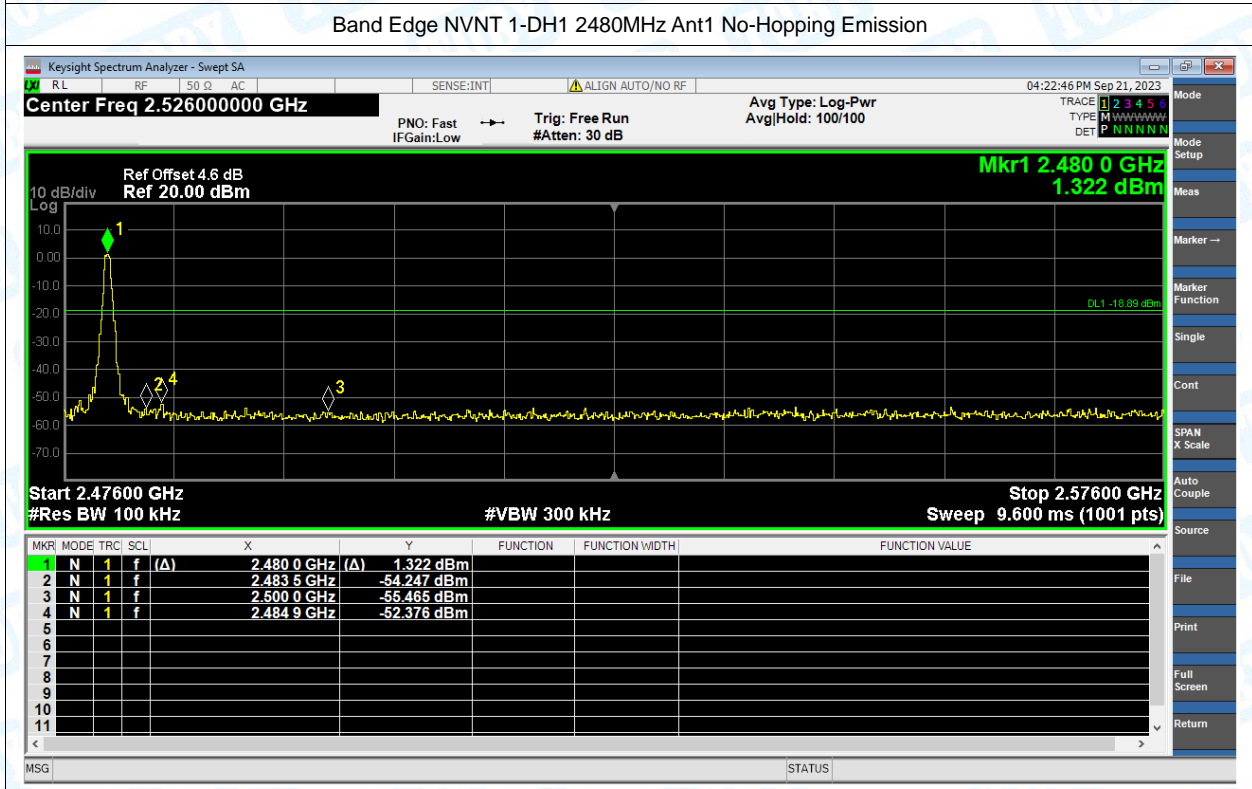 Band Edge NVNT 1-DH1 2480MHz Ant1 No-Hopping Emission
Keysight Spectrum Analyzer - Swept SA
LXI RL RF 50 Ω AC SENSE:INT ALIGN AUTO/NO RF 04:22:46 PM Sep 21, 2023
Center Freq 2.526000000 GHz
PNO: Fast
IFGain:Low
Trig: Free Run
#Atten: 30 dB
Avg Type: Log-Pwr
Avg|Hold: 100/100
TRACE 1 2 3 4 5 6
TYPE M WWWWW
DET P N N N N N
Ref Offset 4.6 dB
10 dB/div Ref 20.00 dBm
Log
Mkr1 2.480 0 GHz
1.322 dBm
10.0
0.00
-10.0
-20.0
-30.0
-40.0
-50.0
-60.0
-70.0
1
2
4
3
DL1 -18.89 dBm
Start 2.47600 GHz Stop 2.57600 GHz
#Res BW 100 kHz #VBW 300 kHz Sweep 9.600 ms (1001 pts)
MKR MODE TRC SCL X Y FUNCTION FUNCTION WIDTH FUNCTION VALUE
1 N 1 f (Δ) 2.480 0 GHz (Δ) 1.322 dBm
2 N 1 f 2.483 5 GHz -54.247 dBm
3 N 1 f 2.500 0 GHz -55.465 dBm
4 N 1 f 2.484 9 GHz -52.376 dBm
5
6
7
8
9
10
11
MSG STATUS
Mode
Mode
Setup
Meas
Marker →
Marker
Function
Single
Cont
SPAN
X Scale
Auto
Couple
Source
File
Print
Full
Screen
Return